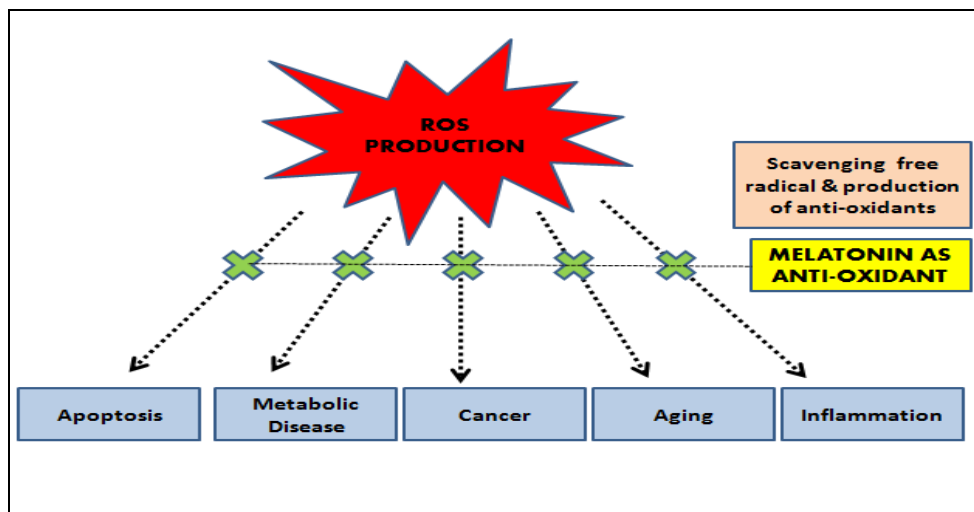 ROS
PRODUCTION
Scavenging free
radical & production
of anti-oxidants
MELATONIN AS
ANTI-OXIDANT
Apoptosis
Metabolic
Disease
Cancer
Aging
Inflammation